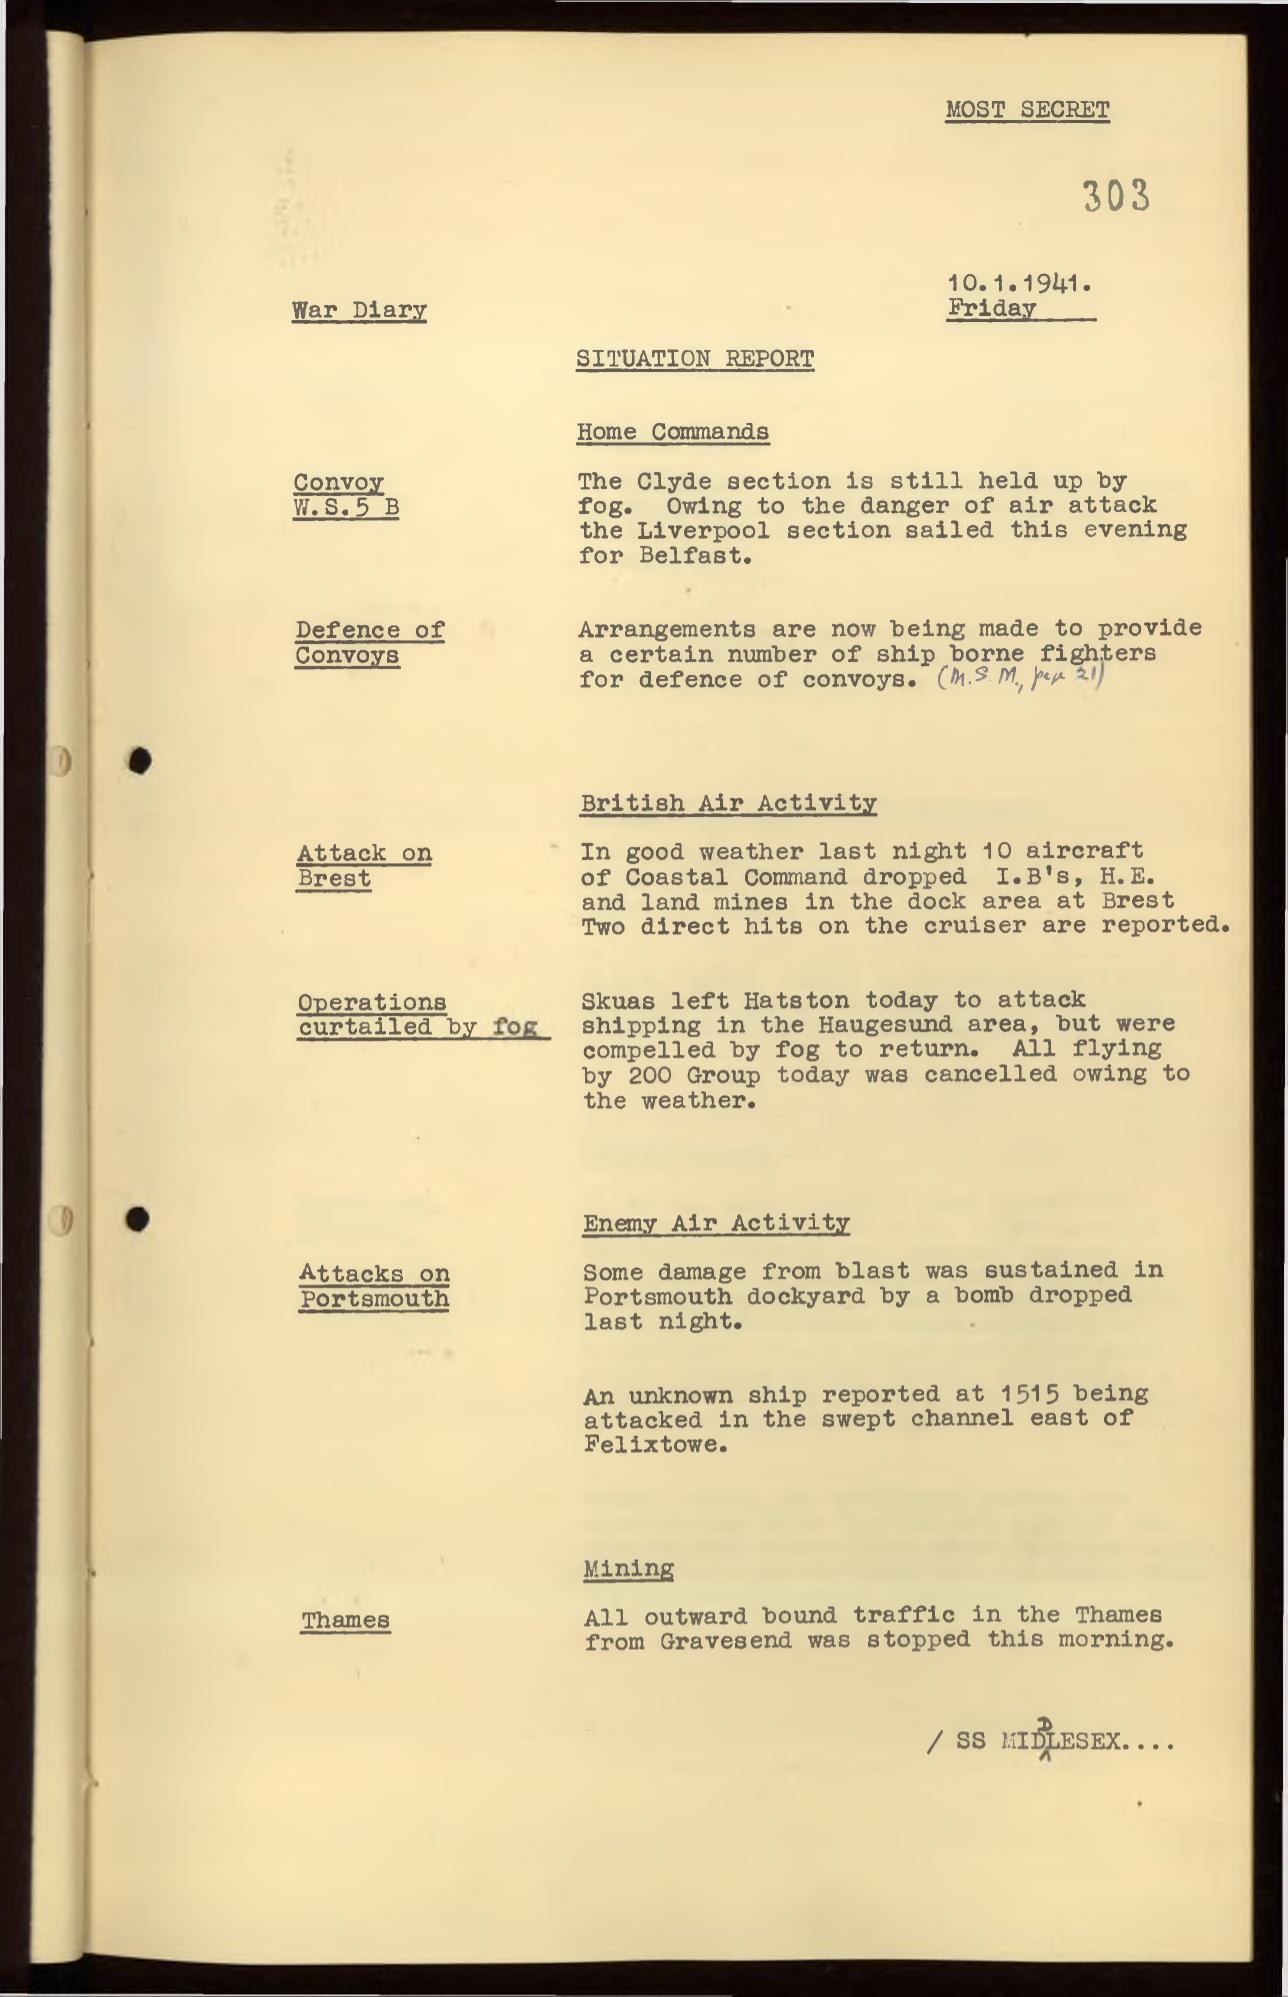 MOST SECRET
303
10.1.1941.
War Diary
Friday
SITUATION REPORT
Home Commands
Convoy
W.S.5 B
The Clyde section is still held up by
fog. Owing to the danger of air attack
the Liverpool section sailed this evening
for Belfast.
Defence of
Convoys
Arrangements are now being made to provide
a certain number of ship borne fighters
for defence of convoys. (M.S.M., 21)
British Air Activity
Attack on
Brest
In good weather last night 10 aircraft
of Coastal Command dropped I.B's, H.E.
and land mines in the dock area at Brest
Two direct hits on the cruiser are reported.
Operations
curtailed by fog
Skuas left Hatston today to attack
shipping in the Haugesund area, but were
compelled by fog to return. All flying
by 200 Group today was cancelled owing to
the weather.
Enemy Air Activity
Attacks on
Portsmouth
Some damage from blast was sustained in
Portsmouth dockyard by a bomb dropped
last night.
An unknown ship reported at 1515 being
attacked in the swept channel east of
Felixtowe.
Mining
Thames
All outward bound traffic in the Thames
from Gravesend was stopped this morning.
/ SS MIDDLESEX....